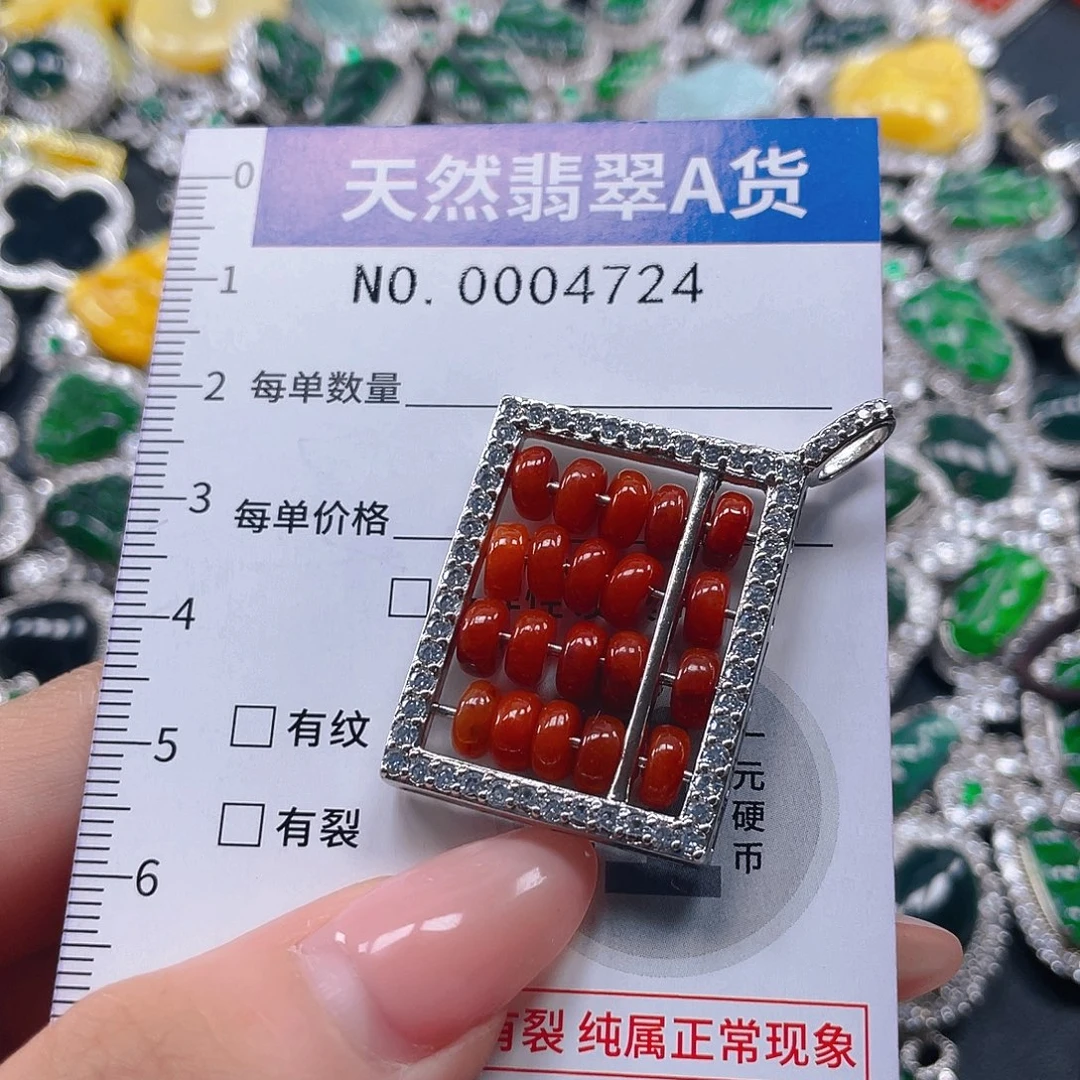 天然翡翠A货
0
NO. 0004724
1
2 每单数量
3 每单价格
4
5 有纹
元硬币
有裂
6
有裂 纯属正常现象